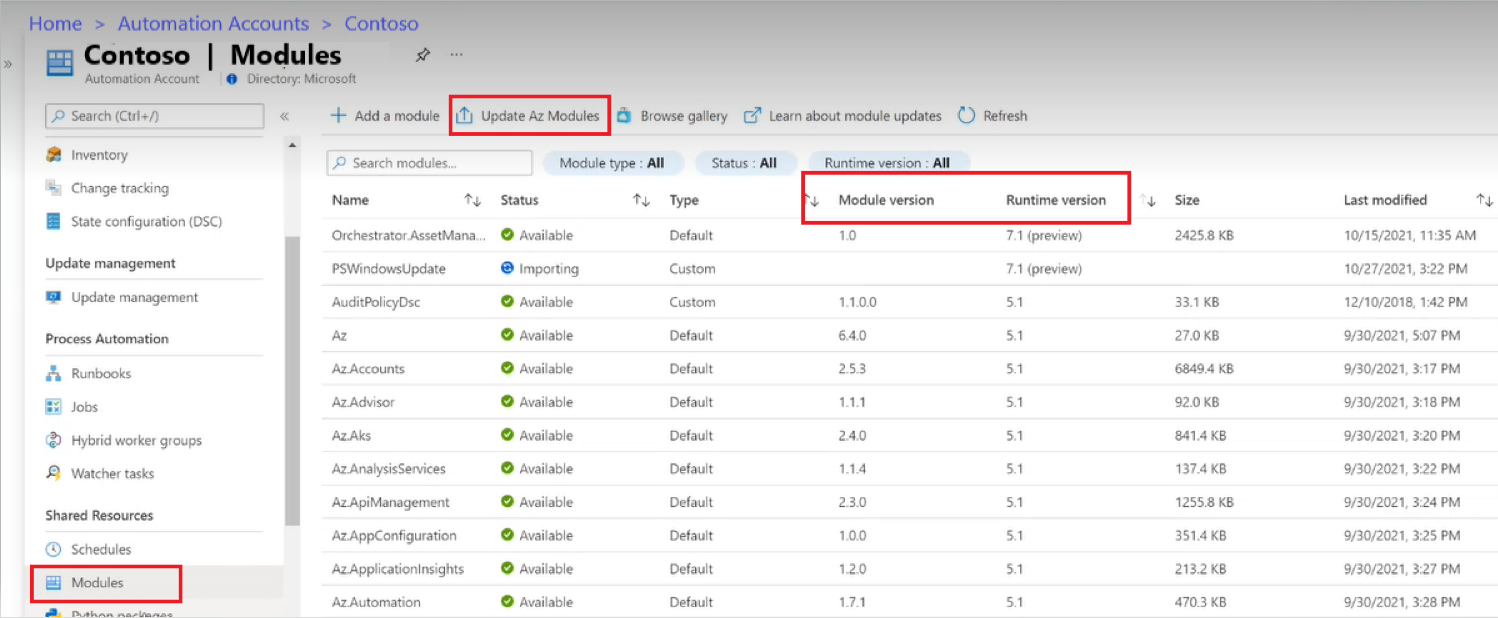 Home > Automation Accounts > Contoso
Contoso | Modules
Automation Account Directory: Microsoft
Search (Ctrl+/)
Inventory
Change tracking
State configuration (DSC)
Update management
Update management
Process Automation
Runbooks
Jobs
Hybrid worker groups
Watcher tasks
Shared Resources
Schedules
Modules
Python packages
+ Add a module Update Az Modules Browse gallery Learn about module updates Refresh
Search modules... Module type : All Status : All Runtime version : All
Name Status Type Module version Runtime version Size Last modified
Orchestrator.AssetMana... Available Default 1.0 7.1 (preview) 2425.8 KB 10/15/2021, 11:35 AM
PSWindowsUpdate Importing Custom 7.1 (preview) 10/27/2021, 3:22 PM
AuditPolicyDsc Available Custom 1.1.0.0 5.1 33.1 KB 12/10/2018, 1:42 PM
Az Available Default 6.4.0 5.1 27.0 KB 9/30/2021, 5:07 PM
Az.Accounts Available Default 2.5.3 5.1 6849.4 KB 9/30/2021, 3:17 PM
Az.Advisor Available Default 1.1.1 5.1 92.0 KB 9/30/2021, 3:18 PM
Az.Aks Available Default 2.4.0 5.1 841.4 KB 9/30/2021, 3:20 PM
Az.AnalysisServices Available Default 1.1.4 5.1 137.4 KB 9/30/2021, 3:22 PM
Az.ApiManagement Available Default 2.3.0 5.1 1255.8 KB 9/30/2021, 3:24 PM
Az.AppConfiguration Available Default 1.0.0 5.1 351.4 KB 9/30/2021, 3:25 PM
Az.ApplicationInsights Available Default 1.2.0 5.1 213.2 KB 9/30/2021, 3:27 PM
Az.Automation Available Default 1.7.1 5.1 470.3 KB 9/30/2021, 3:28 PM